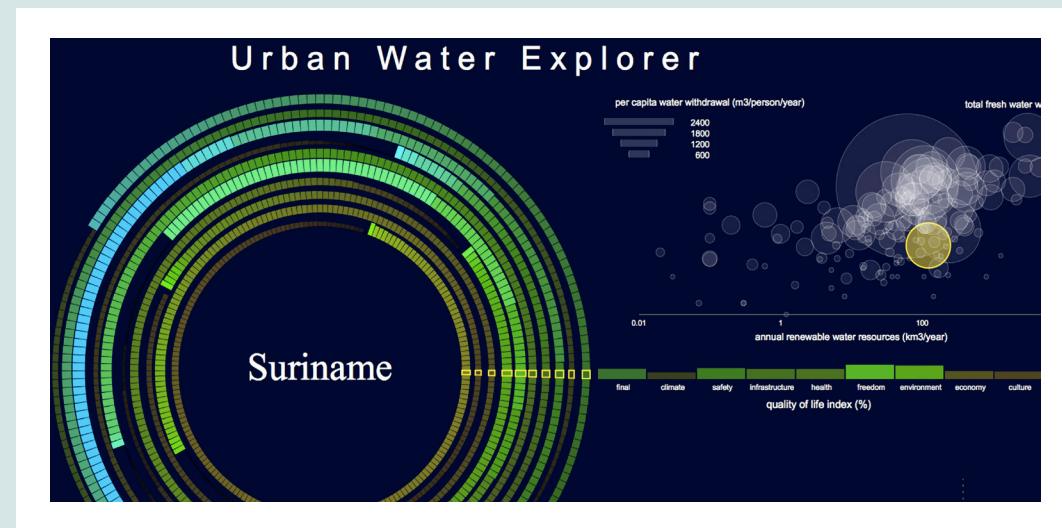 Urban Water Explorer
per capita water withdrawal (m3/person/year)
2400
1800
1200
600
total fresh water w
0.01 1 100
annual renewable water resources (km3/year)
Suriname
final climate safety infrastructure health freedom environment economy culture
quality of life index (%)